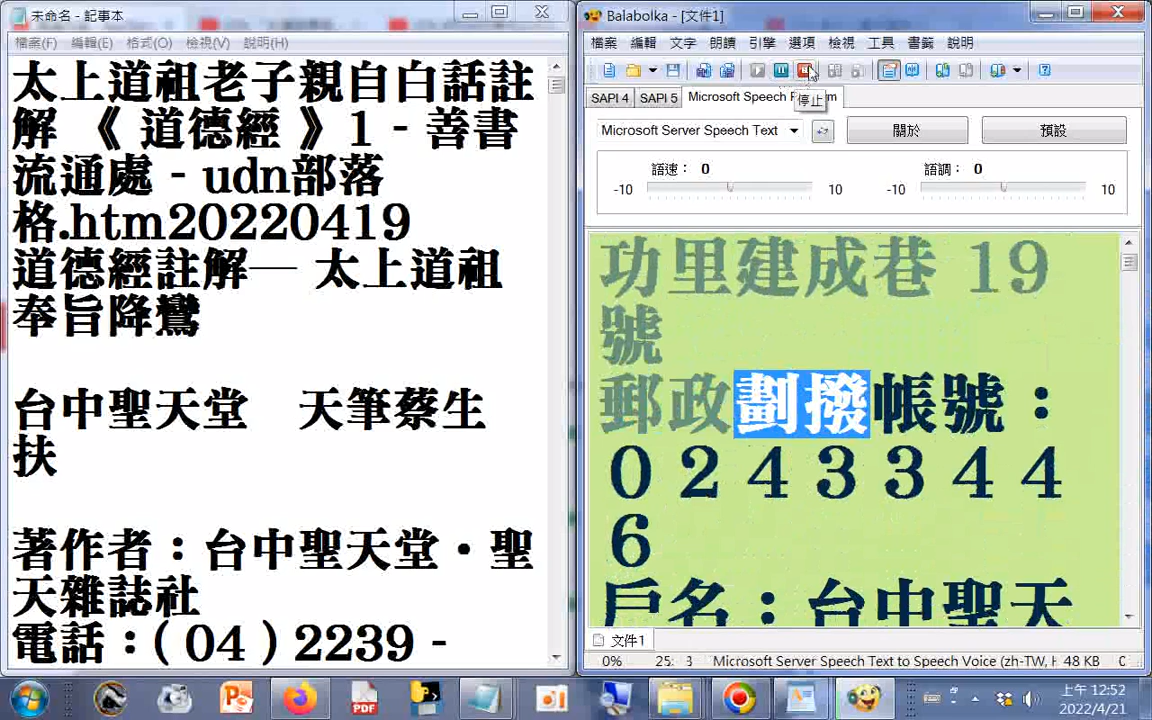 未命名 - 記事本
檔案(F) 編輯(E) 格式(O) 檢視(V) 說明(H)
太上道祖老子親自白話註
解 《 道德經 》1 - 善書
流通處 - udn部落
格.htm20220419
道德經註解— 太上道祖
奉旨降鸞
台中聖天堂　天筆蔡生
扶
著作者：台中聖天堂・聖
天雜誌社
電話：( 04 ) 2239 -
Balabolka - [文件1]
檔案 編輯 文字 朗讀 引擎 選項 檢視 工具 書籤 說明
停止
SAPI 4 SAPI 5 Microsoft Speech
Microsoft Server Speech Text
關於
預設
語速： 0
語調： 0
-10 10 -10 10
功里建成巷 19
號
郵政劃撥帳號：
0 2 4 3 3 4 4
6
戶名：台中聖天
文件1
0% 25: 3 Microsoft Server Speech Text to Speech Voice (zh-TW, 48 KB
上午 12:52
2022/4/21